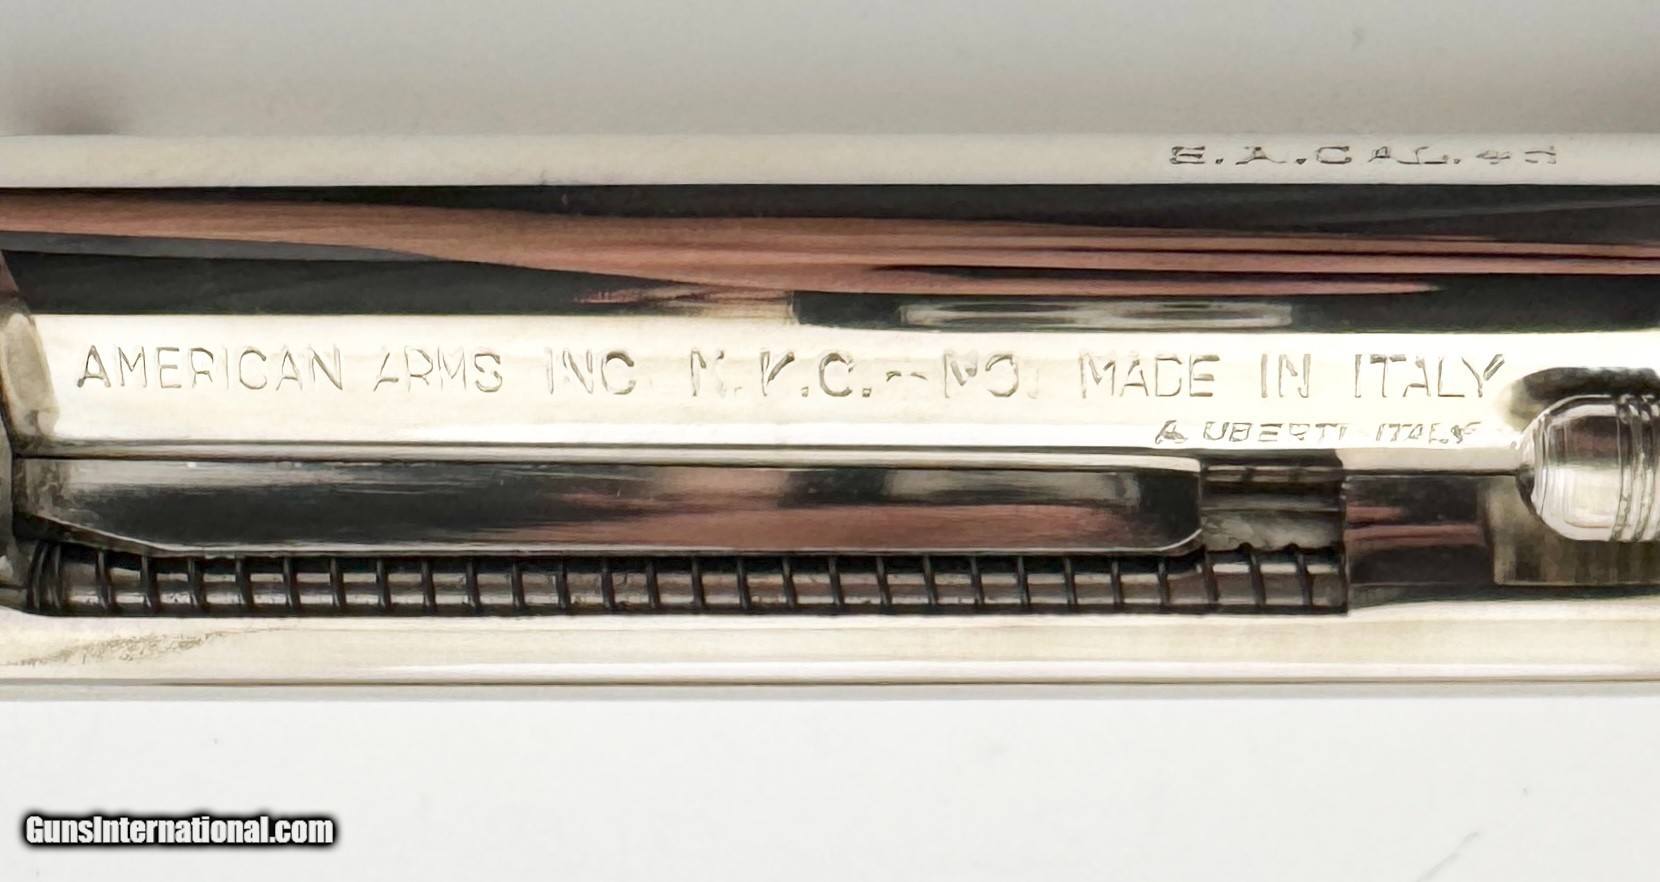 E.A.CAL.45
AMERICAN ARMS INC N.K.C.-MO. MADE IN ITALY
A UBERTI ITALY
GunsInternational.com